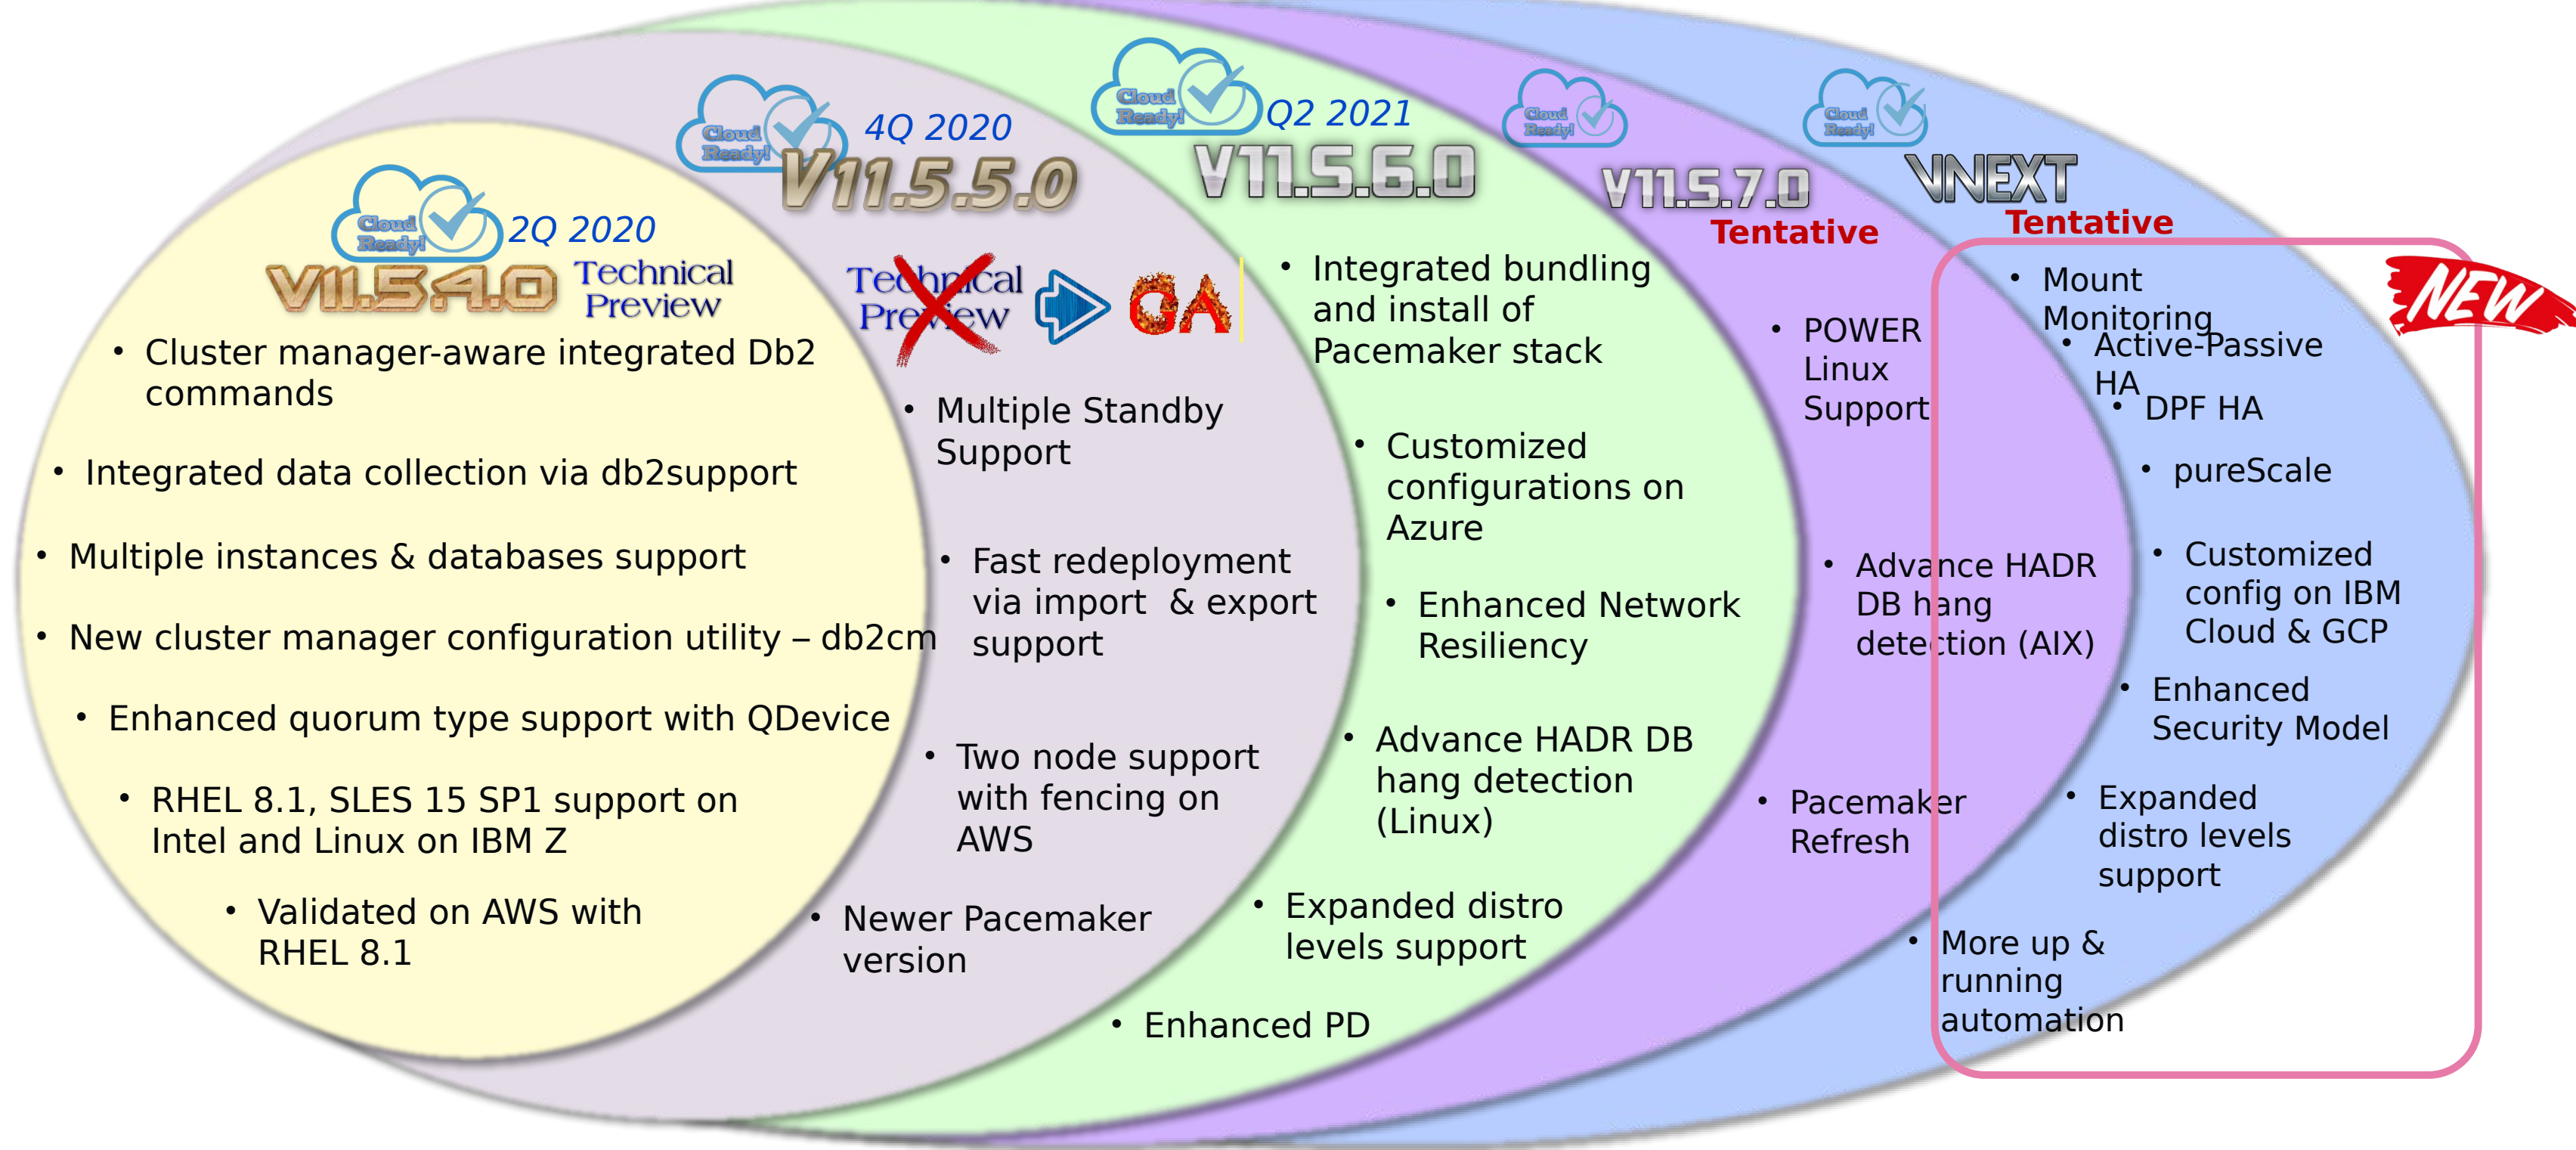 Cloud
Ready!
2Q 2020
V11.5.4.0
Technical
Preview
• Cluster manager-aware integrated Db2
commands
• Integrated data collection via db2support
• Multiple instances & databases support
• New cluster manager configuration utility – db2cm
• Enhanced quorum type support with QDevice
• RHEL 8.1, SLES 15 SP1 support on
Intel and Linux on IBM Z
• Validated on AWS with
RHEL 8.1
Cloud
Ready!
4Q 2020
V11.5.5.0
Technical
Preview
GA
• Multiple Standby
Support
• Fast redeployment
via import  & export
support
• Two node support
with fencing on
AWS
• Newer Pacemaker
version
Cloud
Ready!
Q2 2021
V11.5.6.0
• Integrated bundling
and install of
Pacemaker stack
• Customized
configurations on
Azure
• Enhanced Network
Resiliency
• Advance HADR DB
hang detection
(Linux)
• Expanded distro
levels support
• Enhanced PD
Cloud
Ready!
V11.5.7.0
Tentative
• POWER
Linux
Support
• Advance HADR
DB hang
detection (AIX)
• Pacemaker
Refresh
Cloud
Ready!
VNEXT
Tentative
NEW
• Mount
Monitoring
• Active-Passive
HA
• DPF HA
• pureScale
• Customized
config on IBM
Cloud & GCP
• Enhanced
Security Model
• Expanded
distro levels
support
• More up &
running
automation